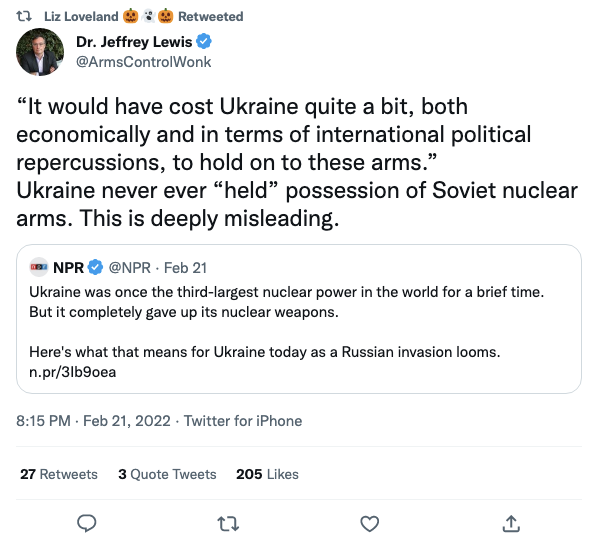 Liz Loveland 🎃👻🎃 Retweeted
Dr. Jeffrey Lewis
@ArmsControlWonk
“It would have cost Ukraine quite a bit, both
economically and in terms of international political
repercussions, to hold on to these arms.”
Ukraine never ever “held” possession of Soviet nuclear
arms. This is deeply misleading.
NPR @NPR · Feb 21
Ukraine was once the third-largest nuclear power in the world for a brief time.
But it completely gave up its nuclear weapons.
Here's what that means for Ukraine today as a Russian invasion looms.
n.pr/3Ib9oea
8:15 PM · Feb 21, 2022 · Twitter for iPhone
27 Retweets 3 Quote Tweets 205 Likes